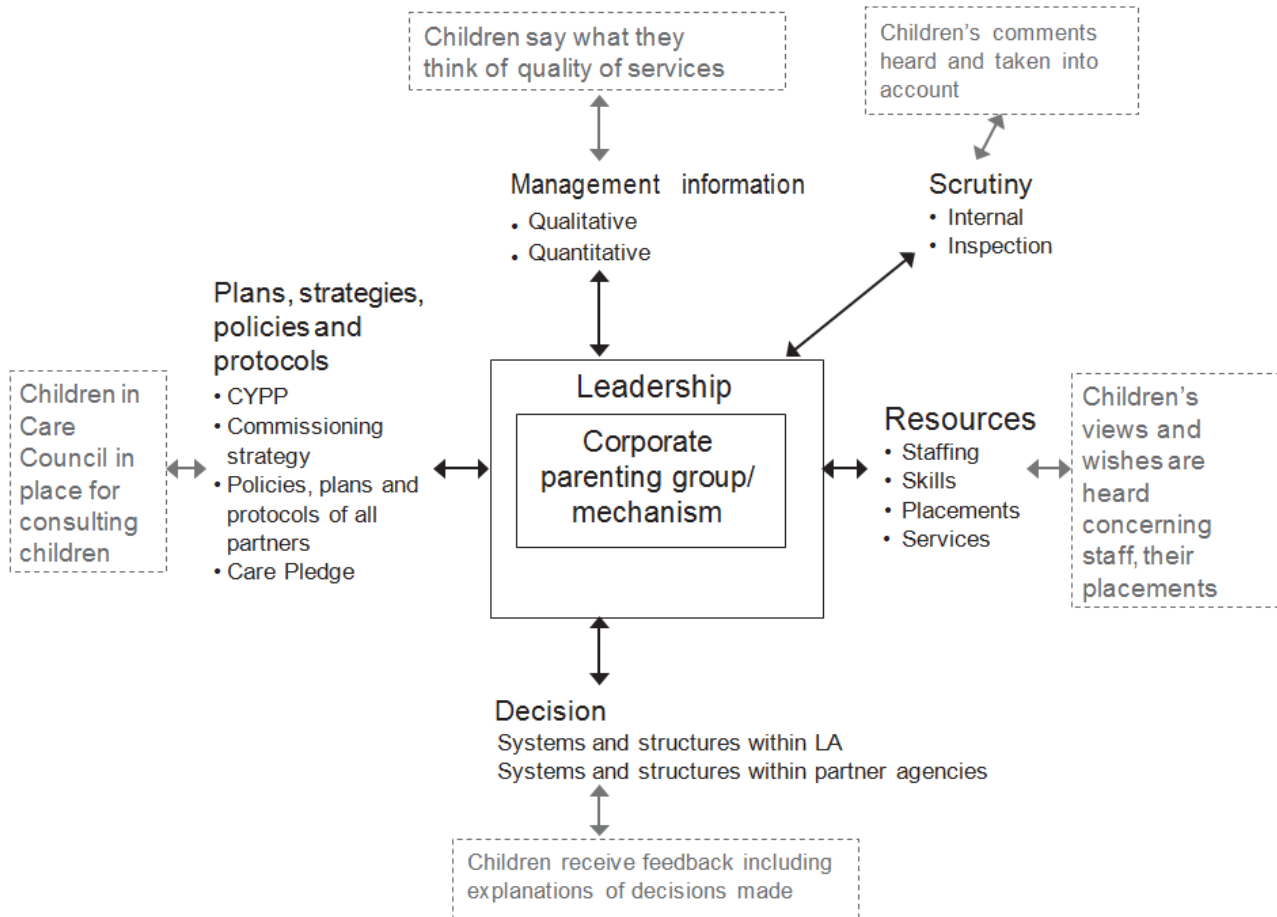 Children say what they
think of quality of services
Children’s comments
heard and taken into
account
Management information
• Qualitative
• Quantitative
Scrutiny
• Internal
• Inspection
Plans, strategies,
policies and
protocols
• CYPP
• Commissioning
strategy
• Policies, plans and
protocols of all
partners
• Care Pledge
Children in
Care
Council in
place for
consulting
children
Leadership
Corporate
parenting group/
mechanism
Resources
• Staffing
• Skills
• Placements
• Services
Children’s
views and
wishes are
heard
concerning
staff, their
placements
Decision
Systems and structures within LA
Systems and structures within partner agencies
Children receive feedback including
explanations of decisions made